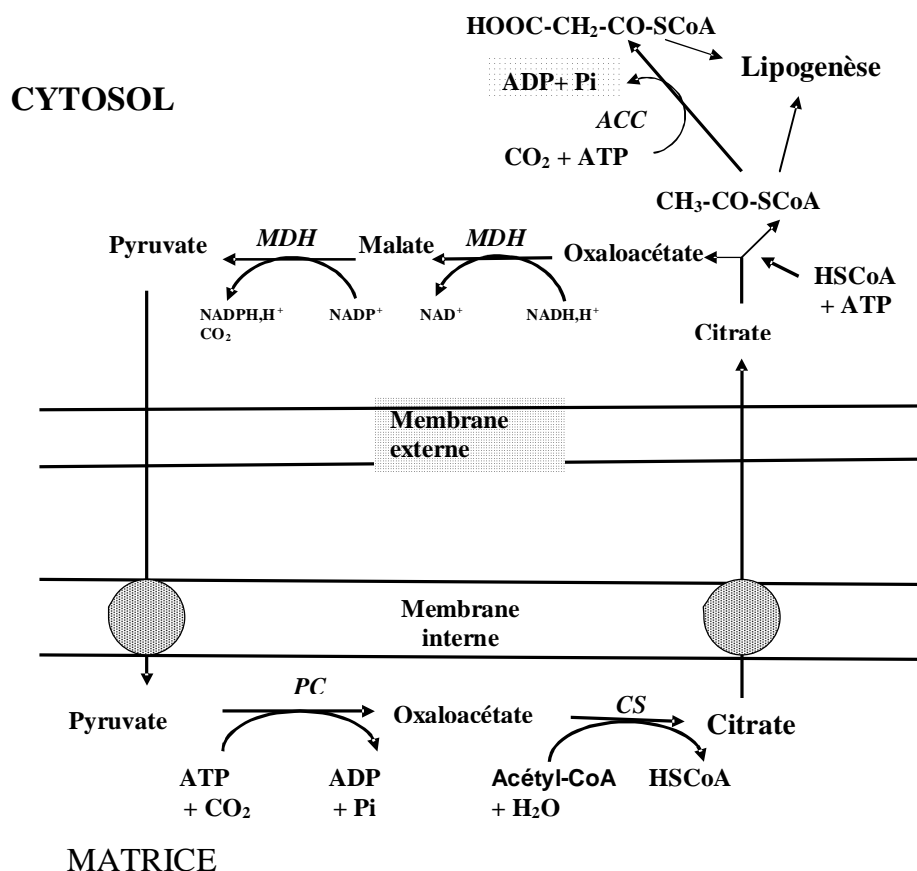 HOOC-CH₂-CO-SCoA
Lipogenèse
ADP+ Pi
CYTOSOL
ACC
CO₂ + ATP
CH₃-CO-SCoA
Pyruvate
MDH
Malate
MDH
Oxaloacétate
HSCoA
+ ATP
NADPH,H⁺
CO₂
NADP⁺
NAD⁺
NADH,H⁺
Citrate
Membrane
externe
Membrane
interne
Pyruvate
PC
Oxaloacétate
CS
Citrate
ATP
+ CO₂
ADP
+ Pi
Acétyl-CoA
+ H₂O
HSCoA
MATRICE